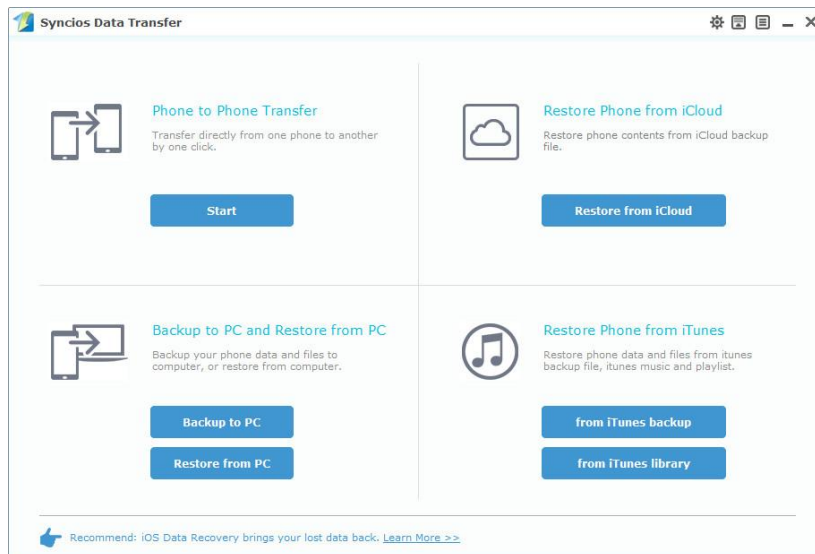 Syncios Data Transfer
Phone to Phone Transfer
Transfer directly from one phone to another
by one click.
Start
Restore Phone from iCloud
Restore phone contents from iCloud backup
file.
Restore from iCloud
Backup to PC and Restore from PC
Backup your phone data and files to
computer, or restore from computer.
Backup to PC
Restore from PC
Restore Phone from iTunes
Restore phone data and files from itunes
backup file, itunes music and playlist.
from iTunes backup
from iTunes library
Recommend: iOS Data Recovery brings your lost data back. Learn More >>